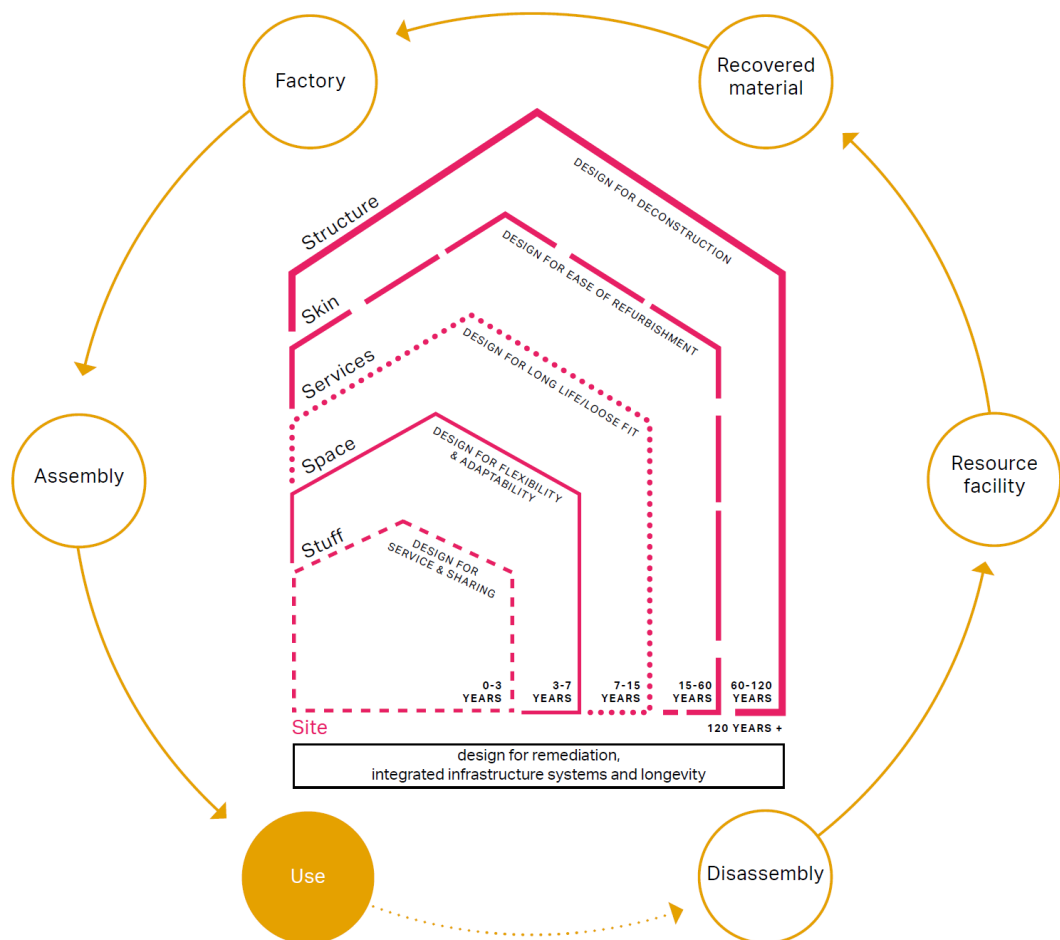 Factory
Recovered
material
Structure
DESIGN FOR DECONSTRUCTION
Skin
DESIGN FOR EASE OF REFURBISHMENT
Services
DESIGN FOR LONG LIFE/LOOSE FIT
Space
DESIGN FOR FLEXIBILITY
& ADAPTABILITY
Stuff
DESIGN FOR
SERVICE & SHARING
Assembly
Resource
facility
0-3
YEARS
3-7
YEARS
7-15
YEARS
15-60
YEARS
60-120
YEARS
Site
120 YEARS +
design for remediation,
integrated infrastructure systems and longevity
Use
Disassembly